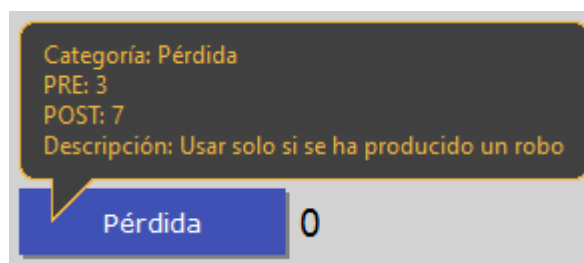 Categoría: Pérdida
PRE: 3
POST: 7
Descripción: Usar solo si se ha producido un robo
Pérdida 0